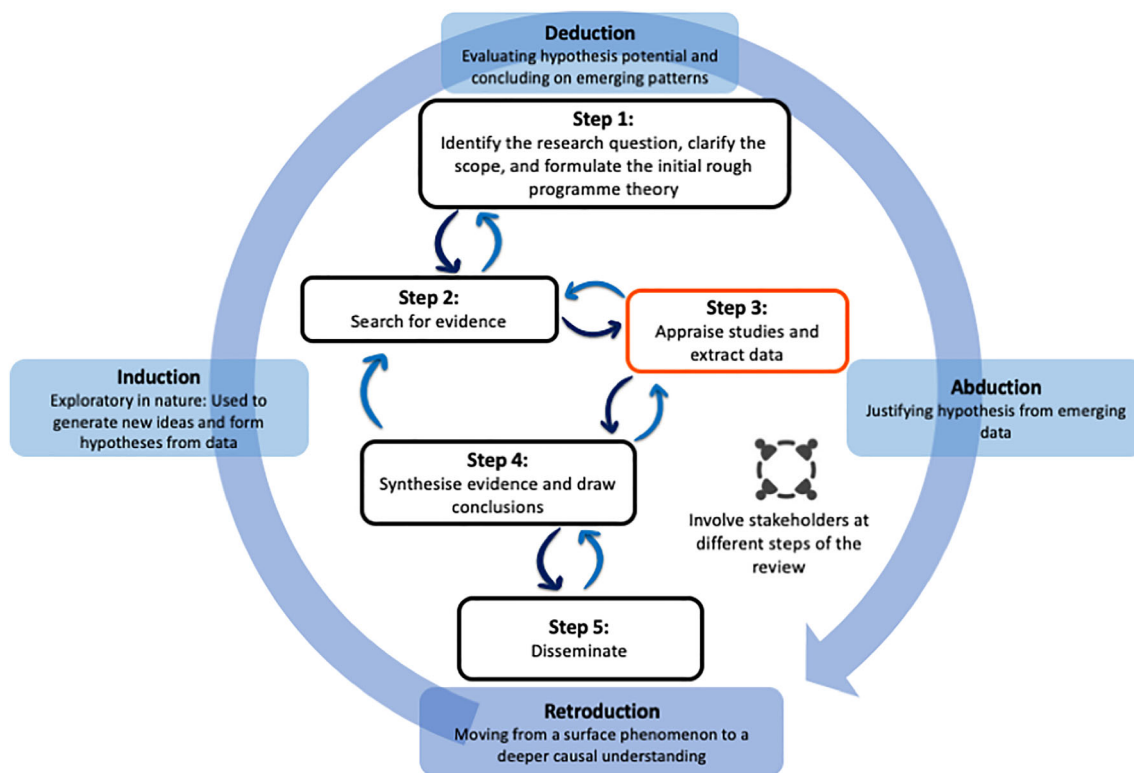 Deduction
Evaluating hypothesis potential and
concluding on emerging patterns
Step 1:
Identify the research question, clarify the
scope, and formulate the initial rough
programme theory
Step 2:
Search for evidence
Step 3:
Appraise studies and
extract data
Induction
Exploratory in nature: Used to
generate new ideas and form
hypotheses from data
Abduction
Justifying hypothesis from emerging
data
Step 4:
Synthesise evidence and draw
conclusions
Involve stakeholders at
different steps of the
review
Step 5:
Disseminate
Retroduction
Moving from a surface phenomenon to a
deeper causal understanding